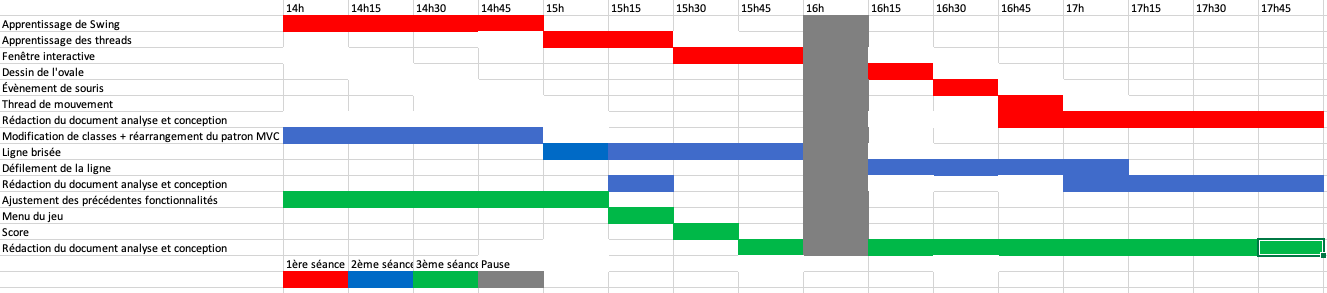 14h 14h15 14h30 14h45 15h 15h15 15h30 15h45 16h 16h15 16h30 16h45 17h 17h15 17h30 17h45
Apprentissage de Swing
Apprentissage des threads
Fenêtre interactive
Dessin de l'ovale
Évènement de souris
Thread de mouvement
Rédaction du document analyse et conception
Modification de classes + réarrangement du patron MVC
Ligne brisée
Défilement de la ligne
Rédaction du document analyse et conception
Ajustement des précédentes fonctionnalités
Menu du jeu
Score
Rédaction du document analyse et conception
1ère séance 2ème séance 3ème séance Pause